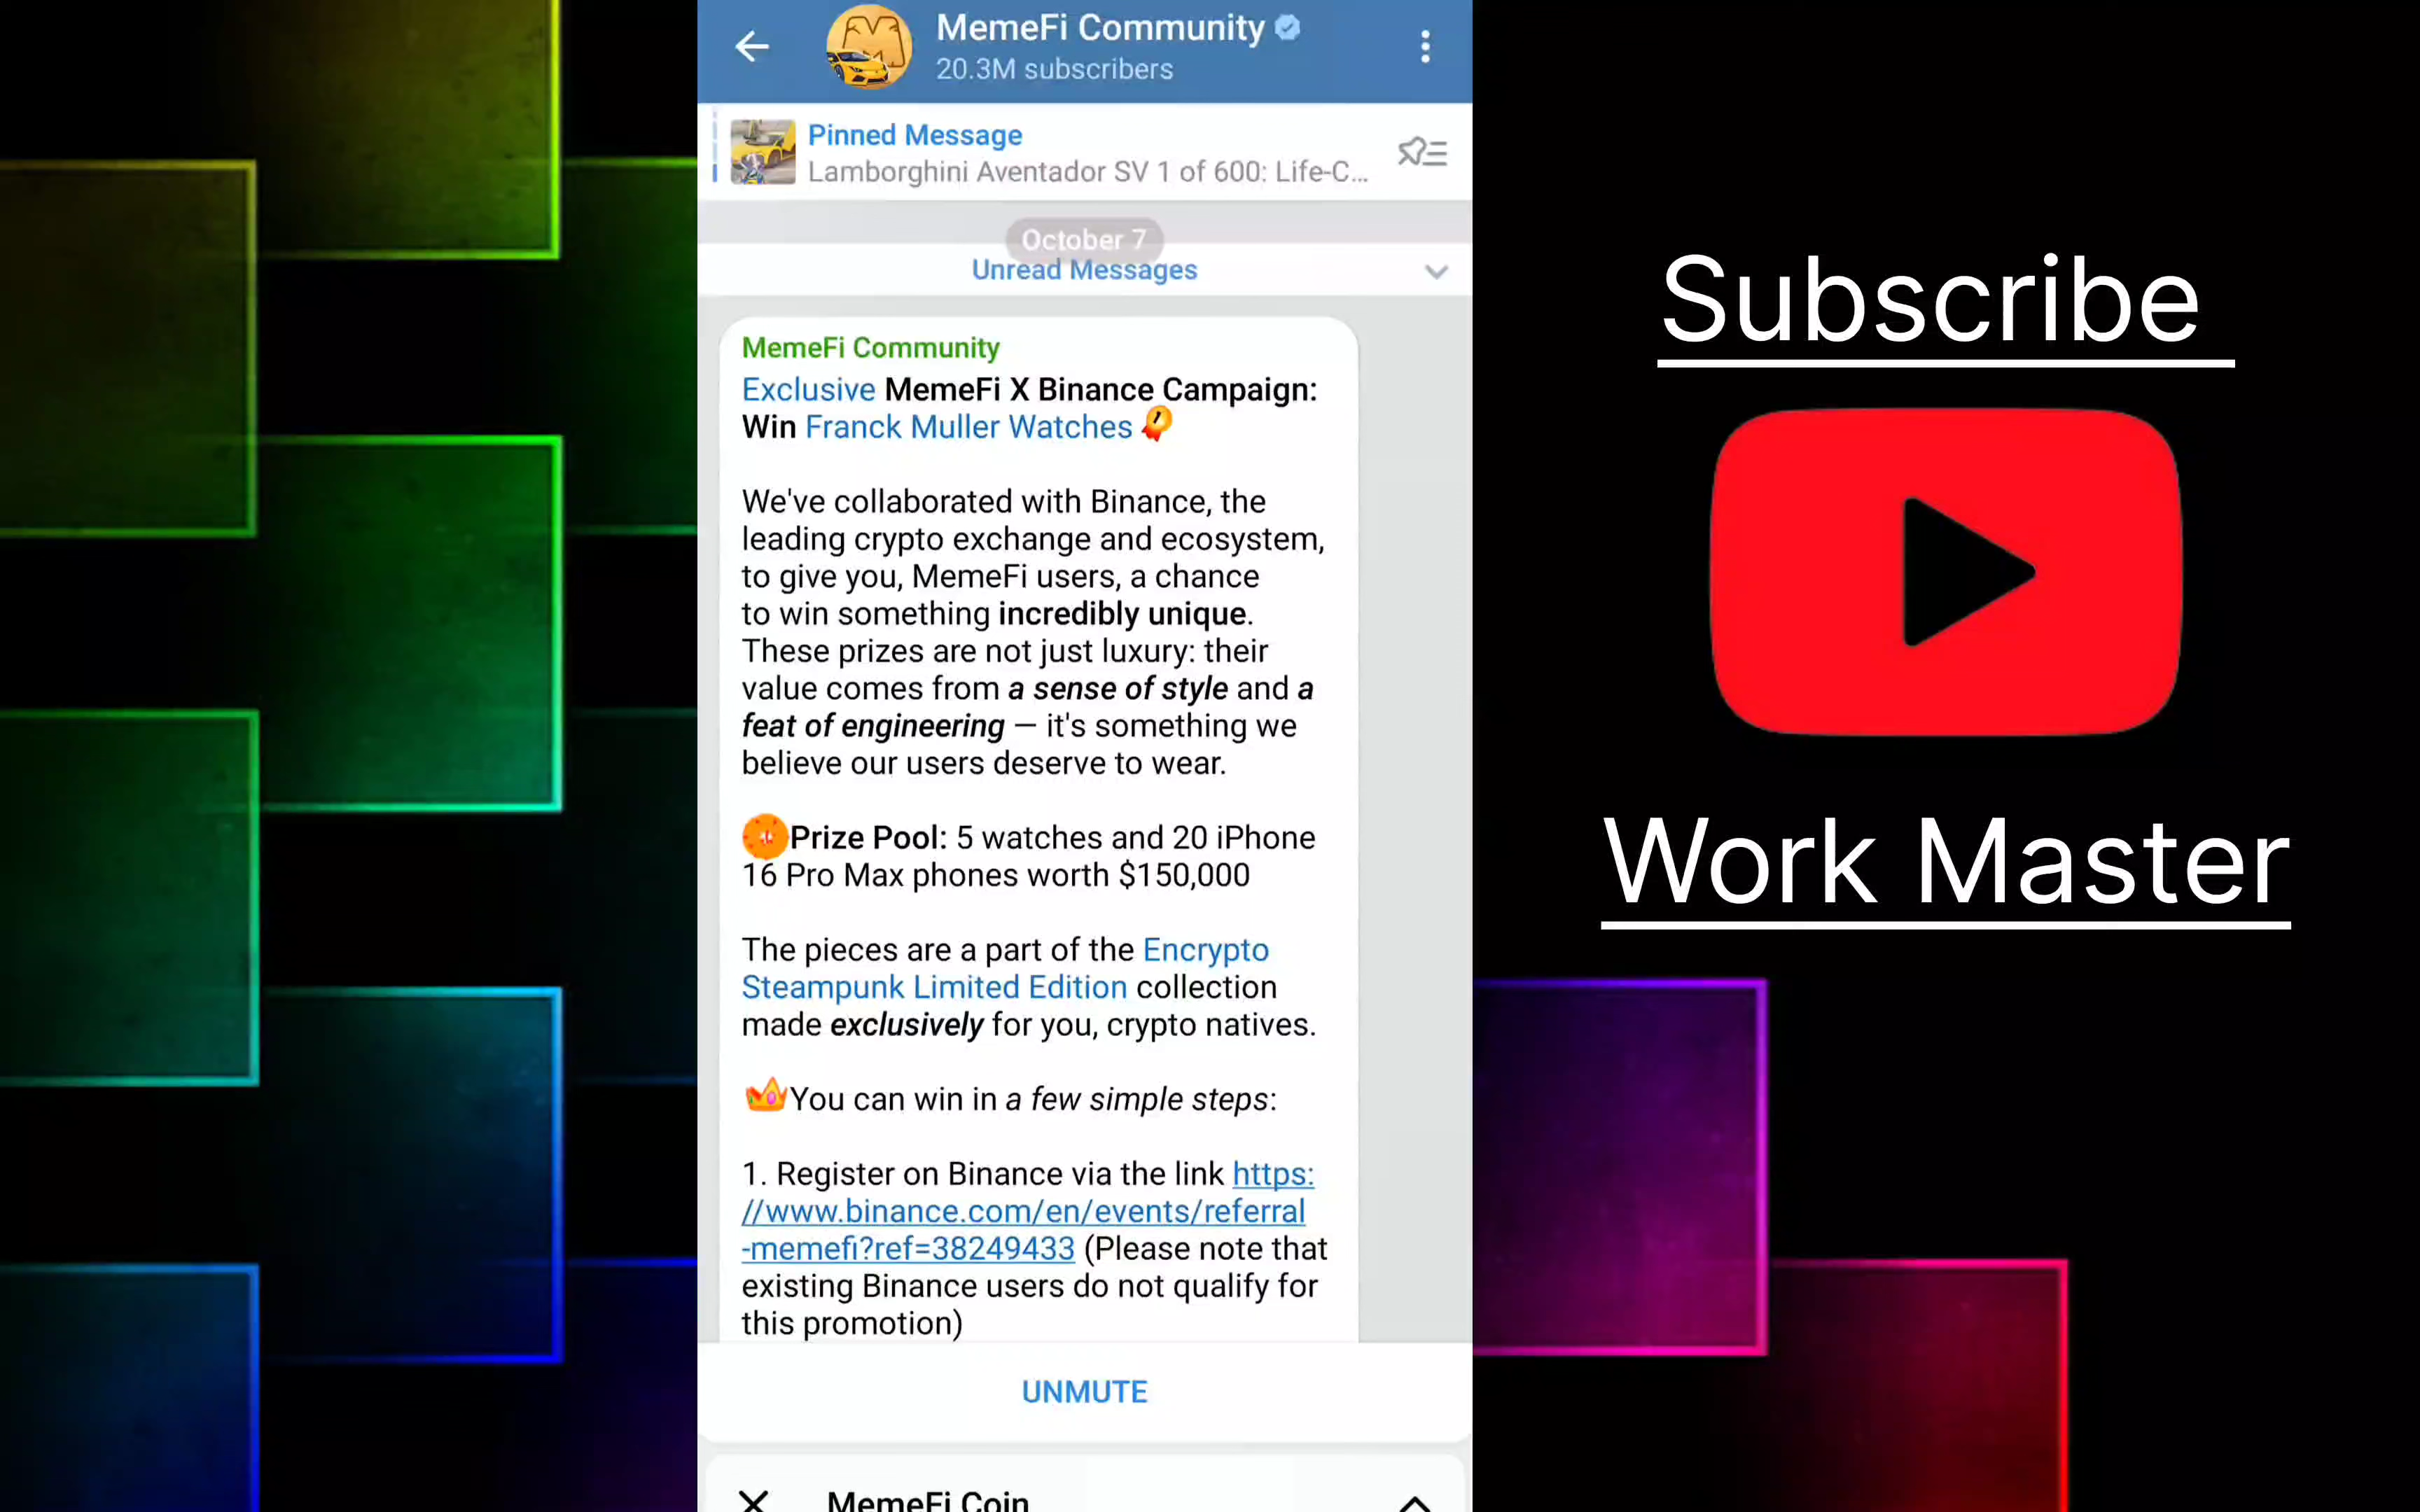 MemeFi Community
20.3M subscribers
Pinned Message
Lamborghini Aventador SV 1 of 600: Life-C...
October 7
Unread Messages
MemeFi Community
Exclusive MemeFi X Binance Campaign:
Win Franck Muller Watches
We've collaborated with Binance, the
leading crypto exchange and ecosystem,
to give you, MemeFi users, a chance
to win something incredibly unique.
These prizes are not just luxury: their
value comes from a sense of style and a
feat of engineering — it's something we
believe our users deserve to wear.
Prize Pool: 5 watches and 20 iPhone
16 Pro Max phones worth $150,000
The pieces are a part of the Encrypto
Steampunk Limited Edition collection
made exclusively for you, crypto natives.
You can win in a few simple steps:
1. Register on Binance via the link https:
//www.binance.com/en/events/referral
-memefi?ref=38249433 (Please note that
existing Binance users do not qualify for
this promotion)
UNMUTE
MemeFi Coin
Subscribe
Work Master